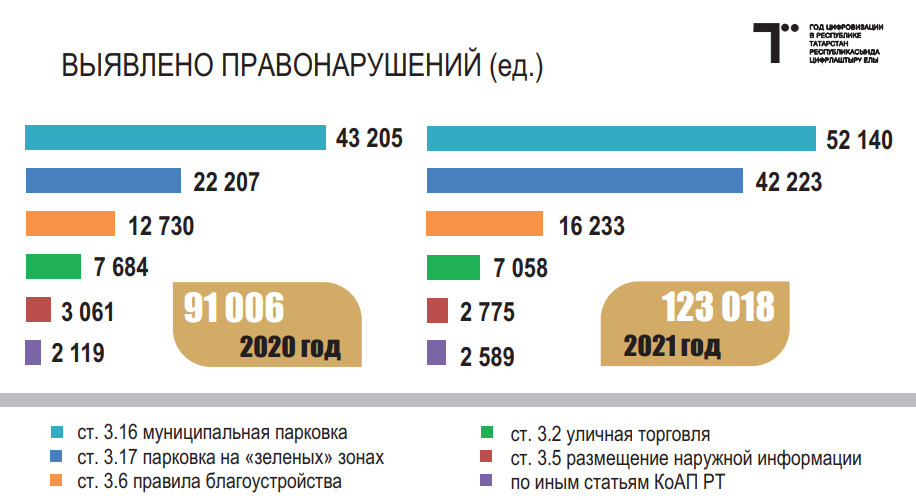 ГОД ЦИФРОВИЗАЦИИ
В РЕСПУБЛИКЕ
ТАТАРСТАН
РЕСПУБЛИКАСЫНДА
ЦИФРЛАШТЫРУ ЕЛЫ
ВЫЯВЛЕНО ПРАВОНАРУШЕНИЙ (ед.)
43 205
22 207
12 730
7 684
3 061
2 119
91 006
2020 год
52 140
42 223
16 233
7 058
2 775
2 589
123 018
2021 год
ст. 3.16 муниципальная парковка
ст. 3.17 парковка на «зеленых» зонах
ст. 3.6 правила благоустройства
ст. 3.2 уличная торговля
ст. 3.5 размещение наружной информации
по иным статьям КоАП РТ